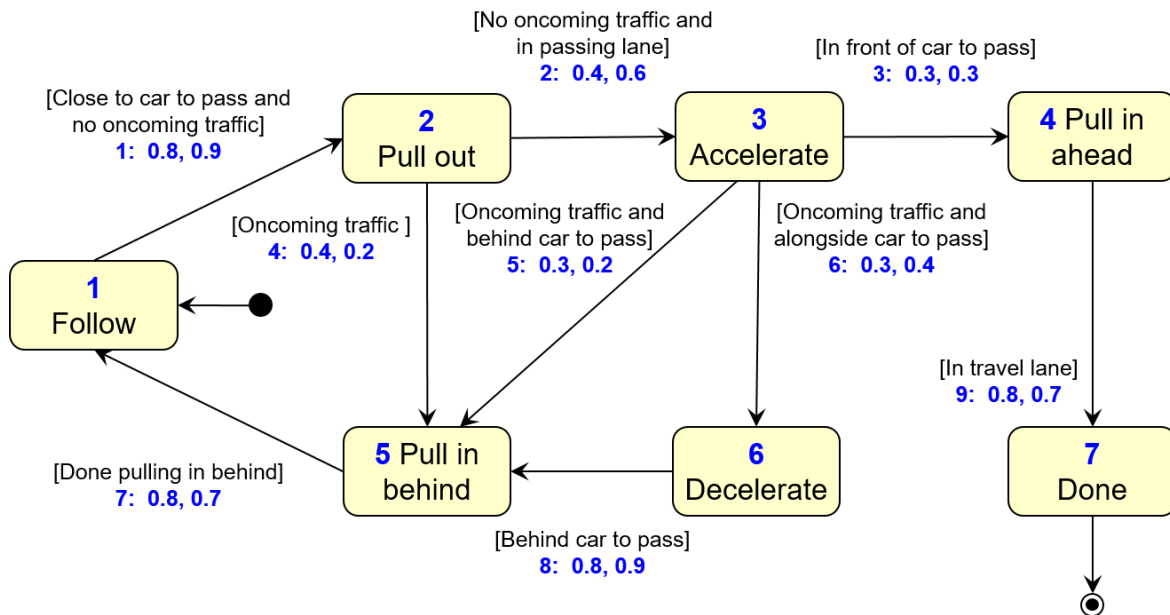 [No oncoming traffic and
in passing lane]
2: 0.4, 0.6
[In front of car to pass]
3: 0.3, 0.3
[Close to car to pass and
no oncoming traffic]
1: 0.8, 0.9
2
Pull out
3
Accelerate
4 Pull in
ahead
[Oncoming traffic ]
4: 0.4, 0.2
[Oncoming traffic and
behind car to pass]
5: 0.3, 0.2
[Oncoming traffic and
alongside car to pass]
6: 0.3, 0.4
1
Follow
[In travel lane]
9: 0.8, 0.7
[Done pulling in behind]
7: 0.8, 0.7
5 Pull in
behind
6
Decelerate
7
Done
[Behind car to pass]
8: 0.8, 0.9